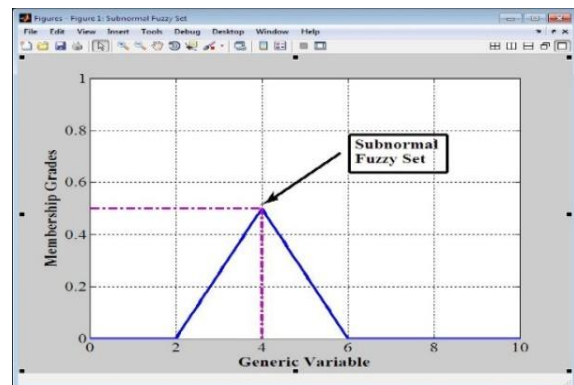 Figures - Figure 1: Subnormal Fuzzy Set
File Edit View Insert Tools Debug Desktop Window Help
1
0.8
0.6
0.4
0.2
0
Membership Grades
Subnormal
Fuzzy Set
0 2 4 6 8 10
Generic Variable